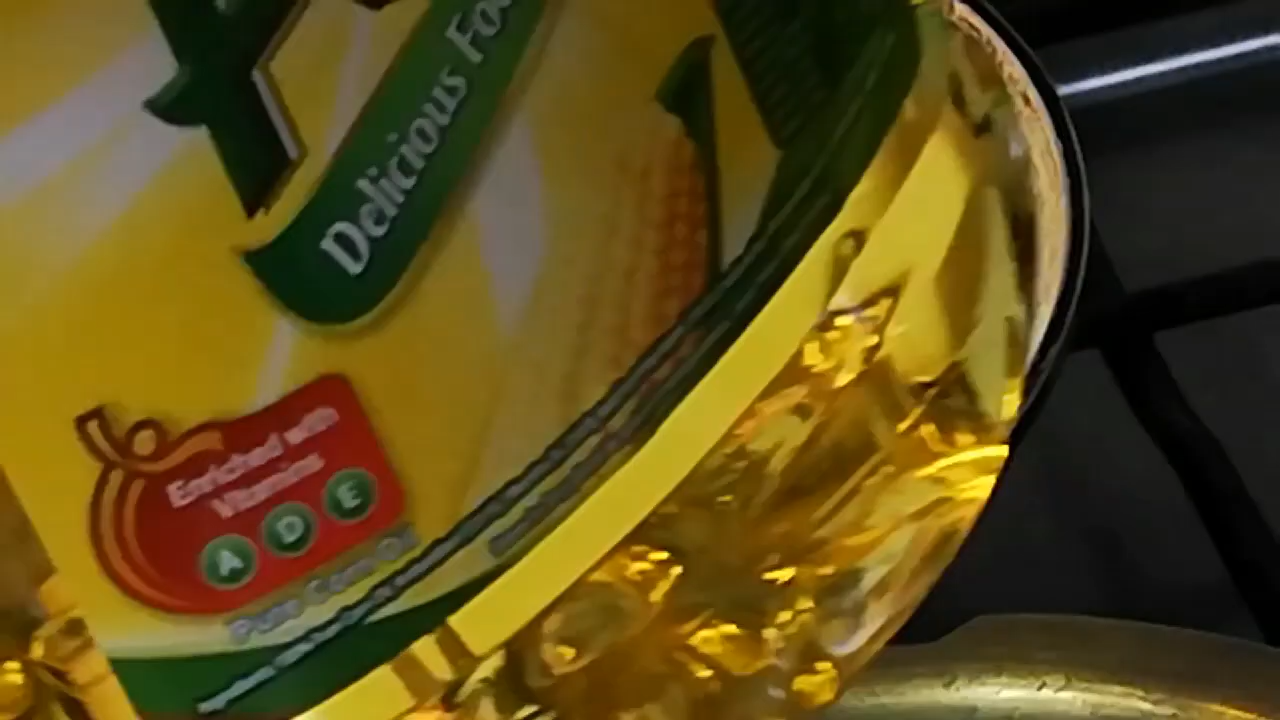 Delicious Fo
Enriched with
Vitamins
A D E
Pure Corn Oil